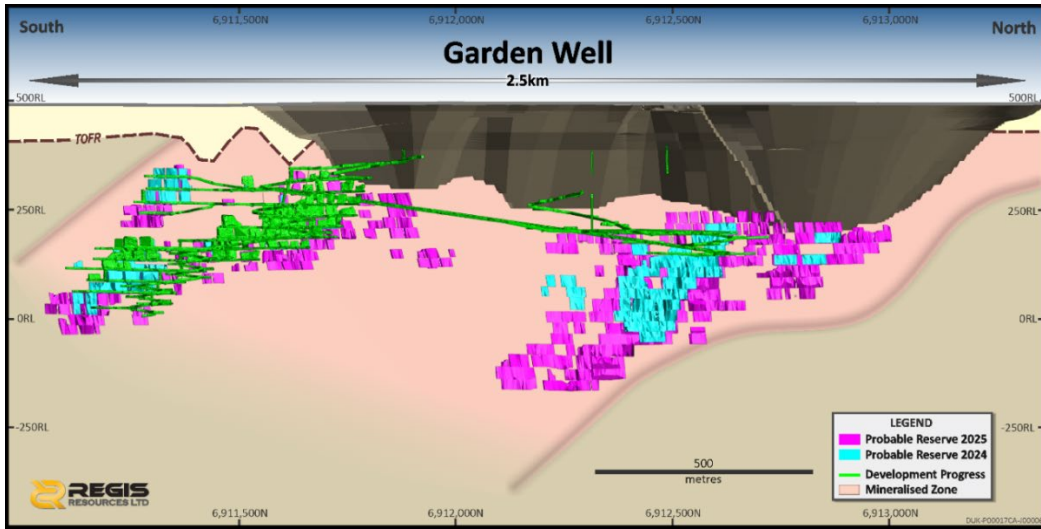 6,911,500N 6,912,000N 6,912,500N 6,913,000N
South North
Garden Well
2.5km
500RL 500RL
TOFR
250RL 250RL
0RL 0RL
-250RL -250RL
LEGEND
Probable Reserve 2025
Probable Reserve 2024
Development Progress
Mineralised Zone
500
metres
REGIS
RESOURCES LTD
6,911,500N 6,912,000N 6,912,500N 6,913,000N